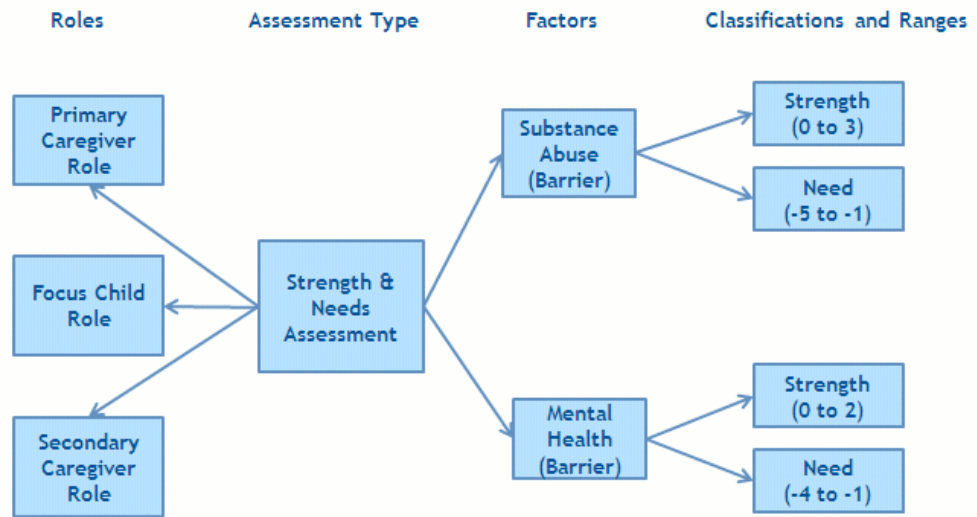 Roles
Assessment Type
Factors
Classifications and Ranges
Primary
Caregiver
Role
Focus Child
Role
Secondary
Caregiver
Role
Strength &
Needs
Assessment
Substance
Abuse
(Barrier)
Mental
Health
(Barrier)
Strength
(0 to 3)
Need
(-5 to -1)
Strength
(0 to 2)
Need
(-4 to -1)